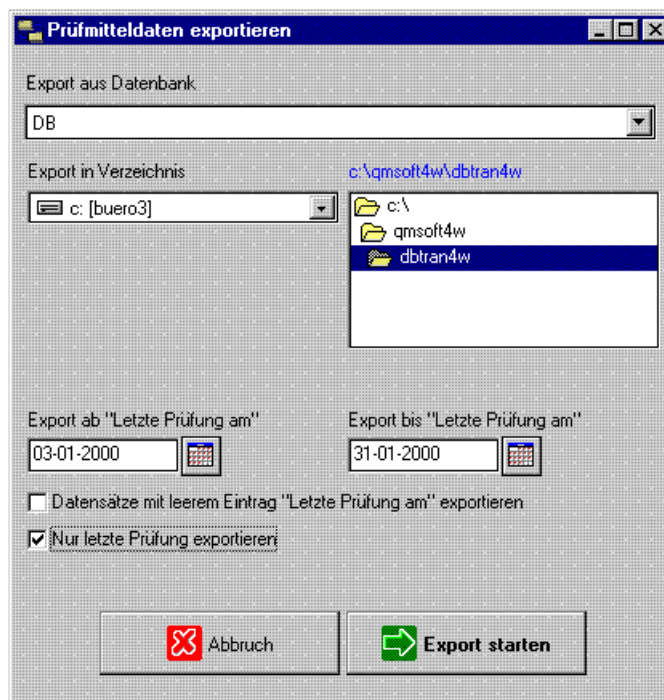 Prüfmitteldaten exportieren
Export aus Datenbank
DB
Export in Verzeichnis
c:\qmsoft4w\dbtran4w
c: [buero3]
c:\
qmsoft4w
dbtran4w
Export ab "Letzte Prüfung am"
Export bis "Letzte Prüfung am"
03-01-2000
31-01-2000
Datensätze mit leerem Eintrag "Letzte Prüfung am" exportieren
Nur letzte Prüfung exportieren
Abbruch
Export starten